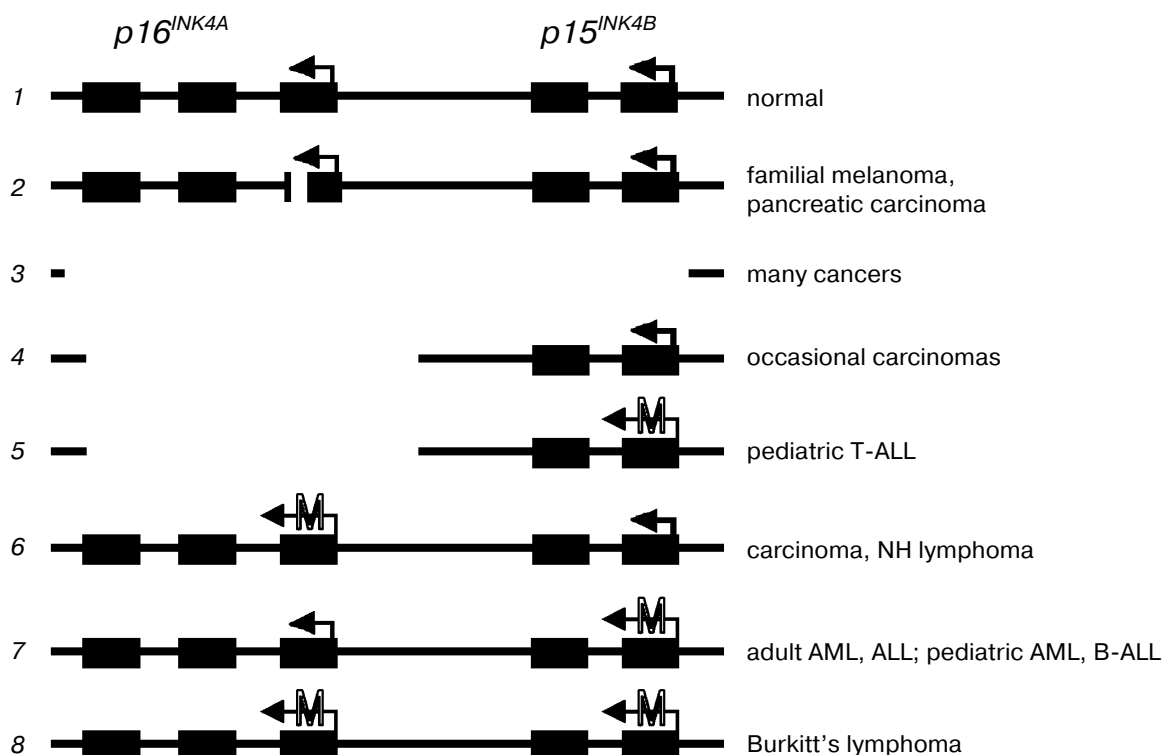 p16INK4A p15INK4B
1 normal
2 familial melanoma,
pancreatic carcinoma
3 many cancers
4 occasional carcinomas
M
5 pediatric T-ALL
M
6 carcinoma, NH lymphoma
M
7 adult AML, ALL; pediatric AML, B-ALL
M M
8 Burkitt's lymphoma